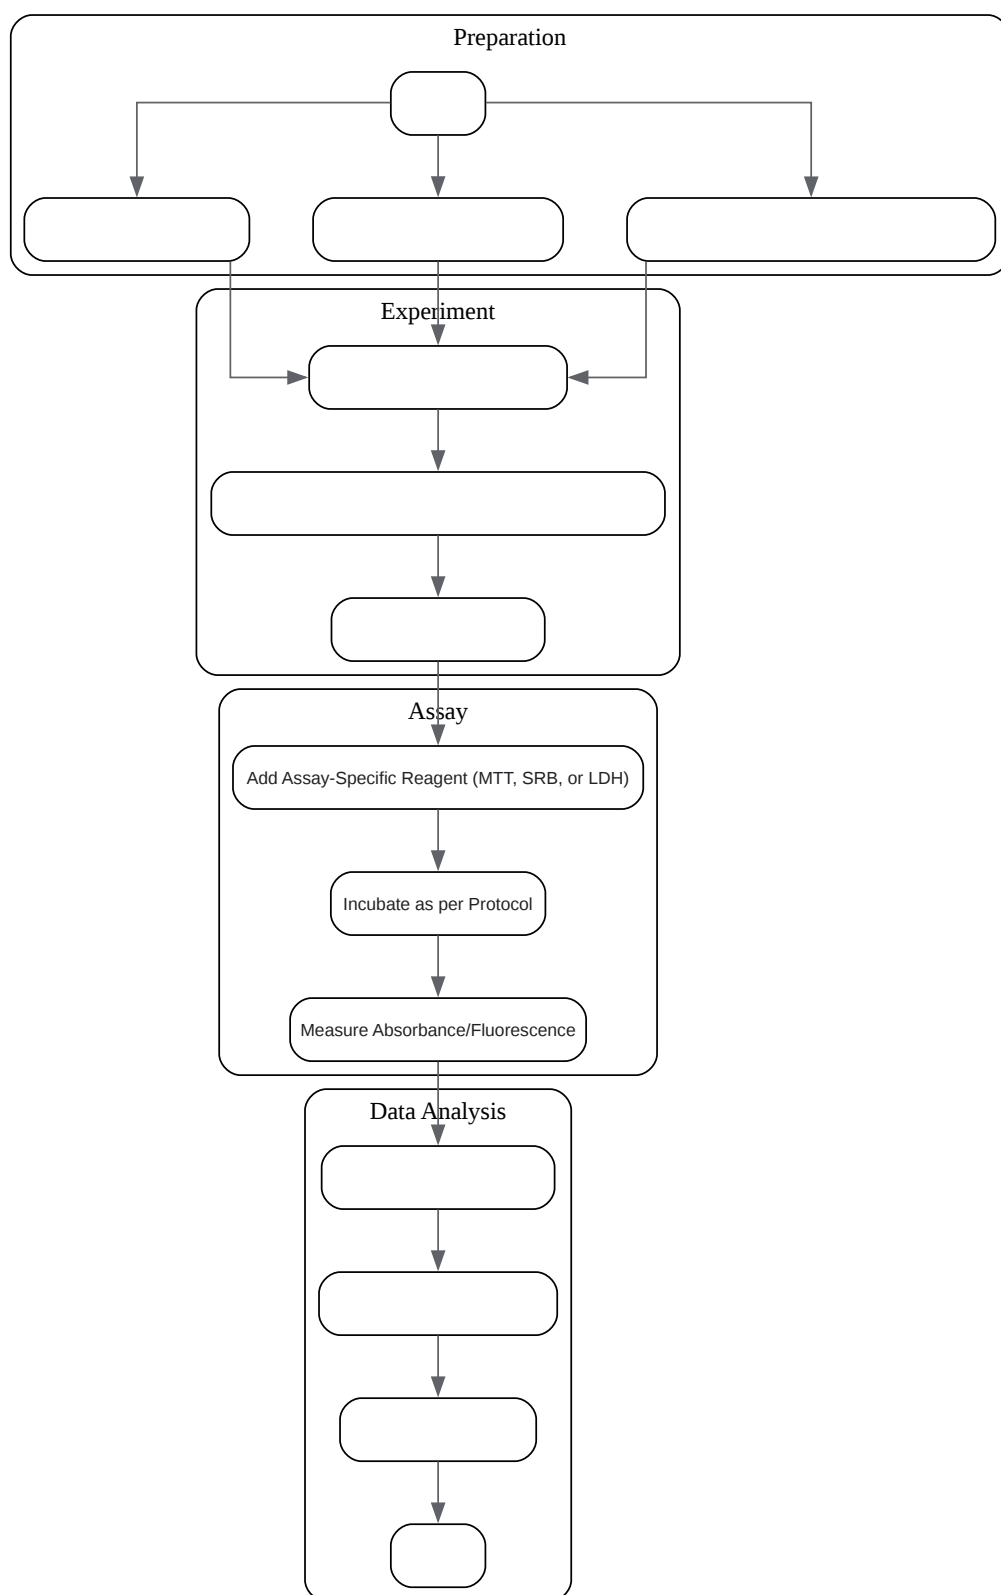 Preparation
Experiment
Assay
Add Assay-Specific Reagent (MTT, SRB, or LDH)
Incubate as per Protocol
Measure Absorbance/Fluorescence
Data Analysis